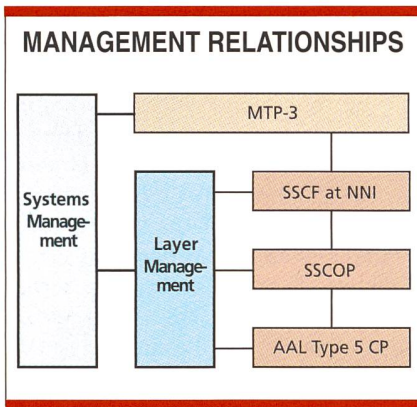 MANAGEMENT RELATIONSHIPS
MTP-3
Systems
Manage-
ment
SSCF at NNI
Layer
Manage-
ment
SSCOP
AAL Type 5 CP